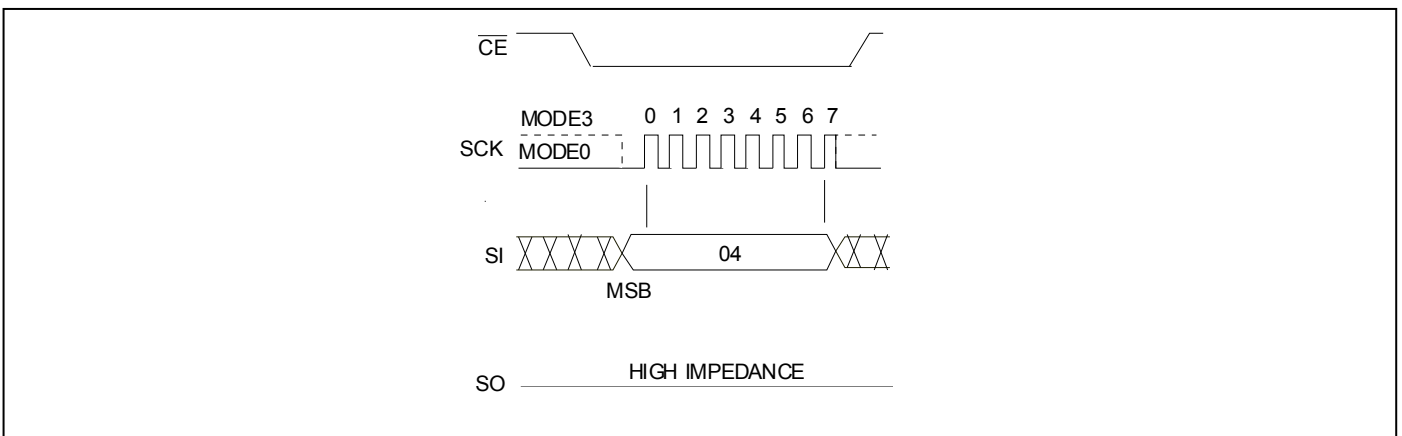 CE
MODE3 0 1 2 3 4 5 6 7
SCK MODE0
SI 04
MSB
SO HIGH IMPEDANCE